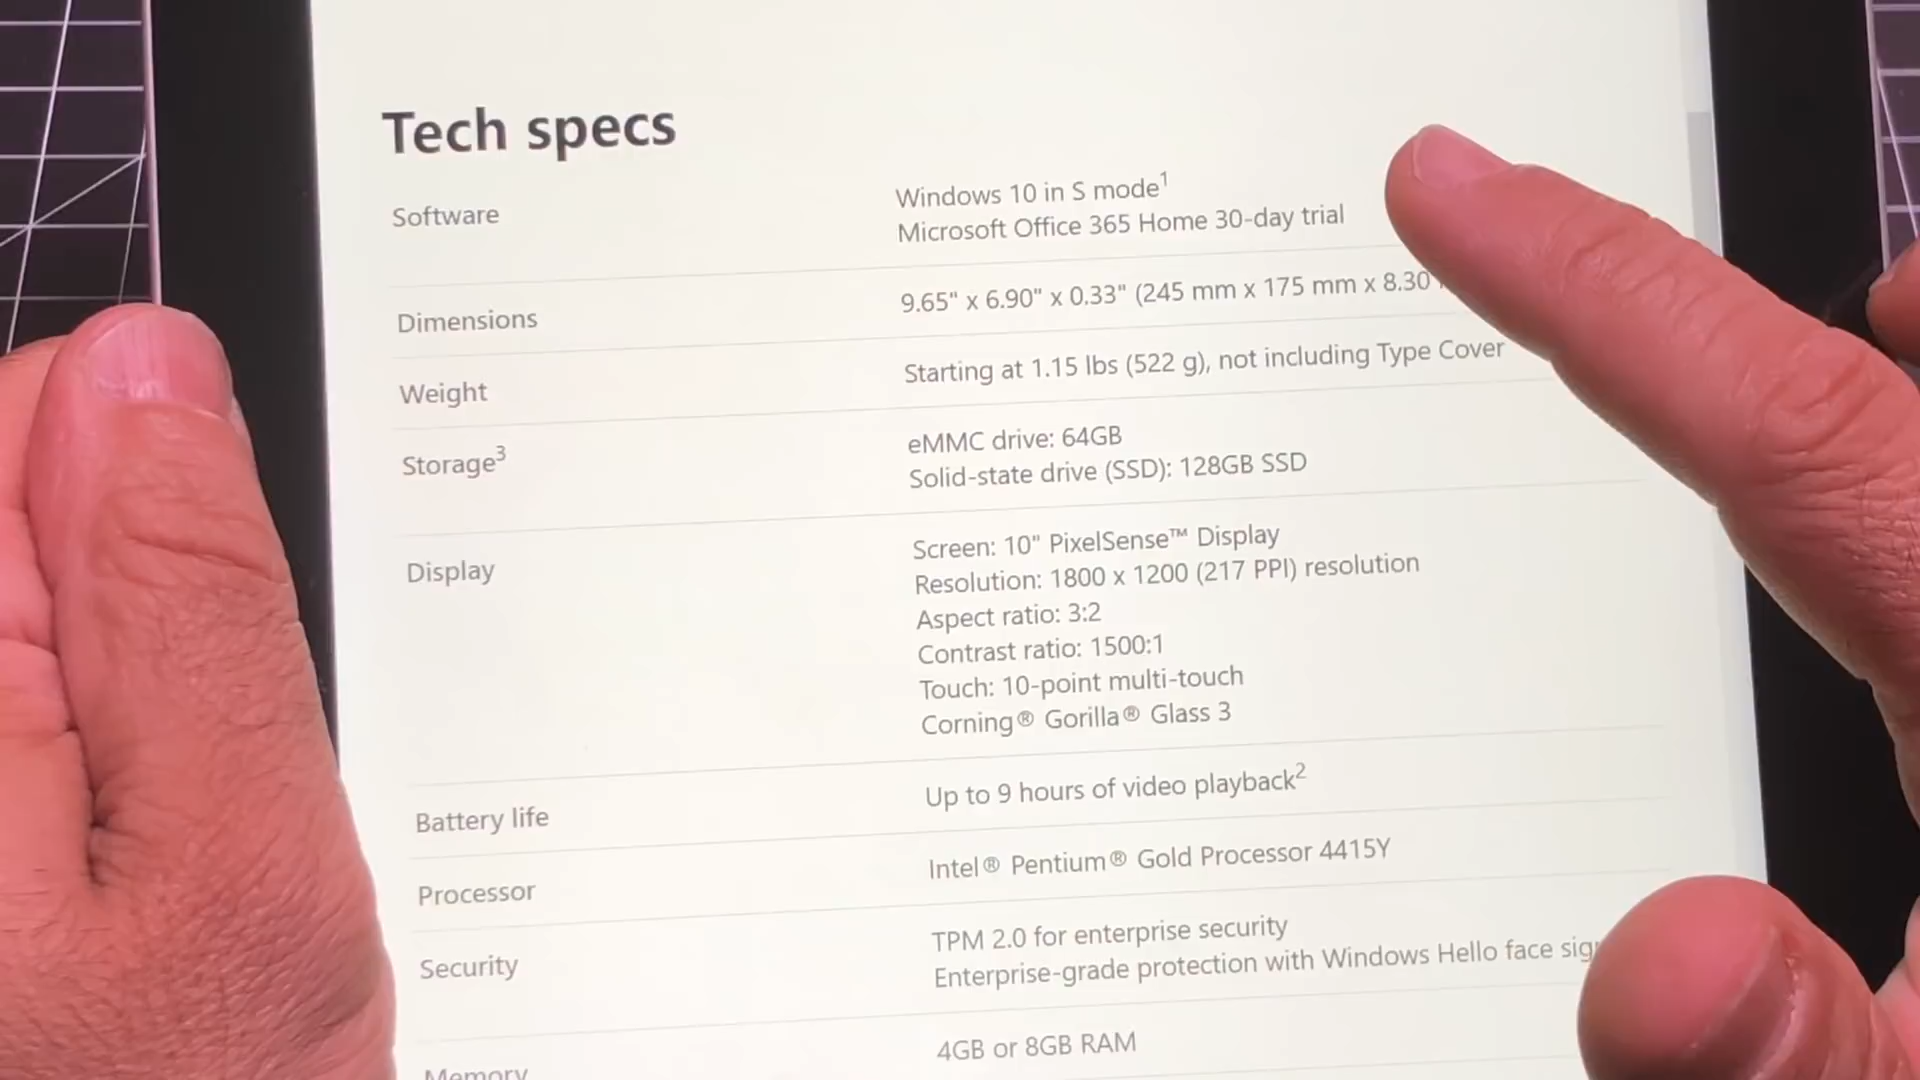 Tech specs
Software
Windows 10 in S mode¹
Microsoft Office 365 Home 30-day trial
Dimensions
9.65" x 6.90" x 0.33" (245 mm x 175 mm x 8.30
Weight
Starting at 1.15 lbs (522 g), not including Type Cover
Storage³
eMMC drive: 64GB
Solid-state drive (SSD): 128GB SSD
Display
Screen: 10" PixelSense™ Display
Resolution: 1800 x 1200 (217 PPI) resolution
Aspect ratio: 3:2
Contrast ratio: 1500:1
Touch: 10-point multi-touch
Corning® Gorilla® Glass 3
Battery life
Up to 9 hours of video playback²
Processor
Intel® Pentium® Gold Processor 4415Y
Security
TPM 2.0 for enterprise security
Enterprise-grade protection with Windows Hello face
Memory
4GB or 8GB RAM